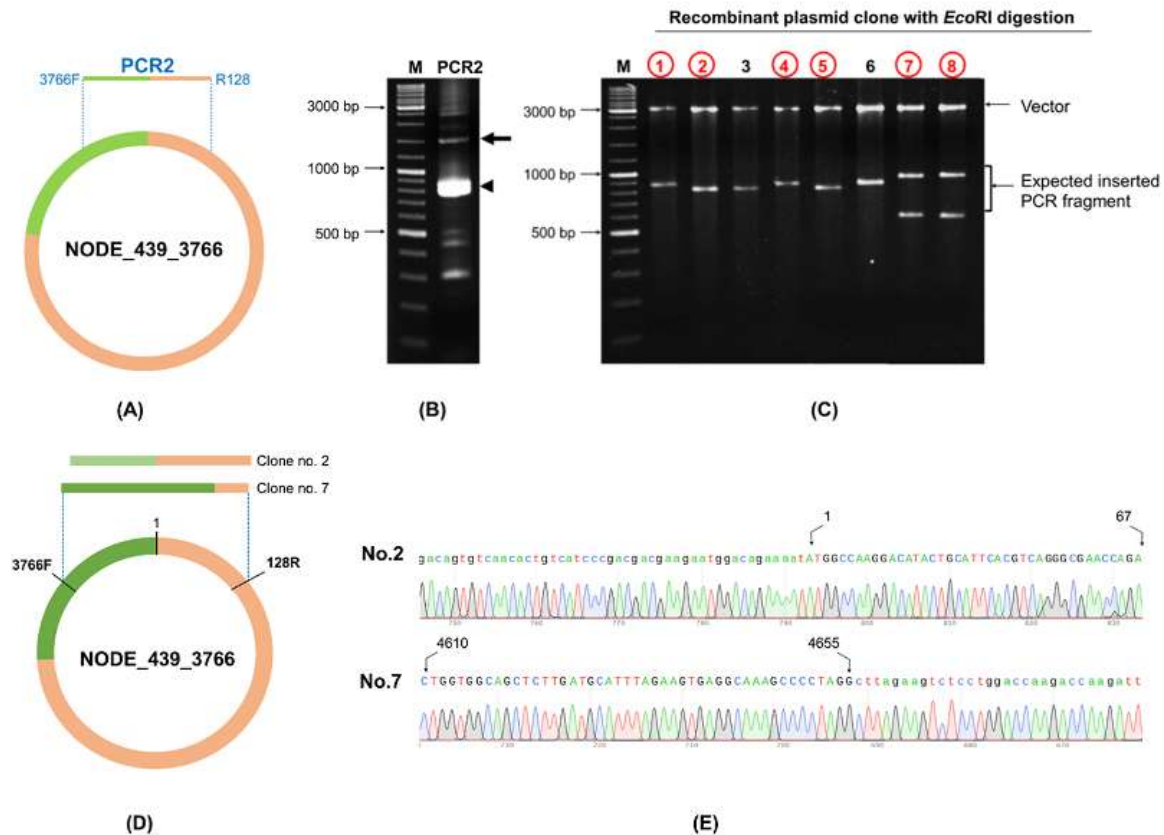 Recombinant plasmid clone with EcoRI digestion
PCR2
3766F
R128
NODE_439_3766
(A)
M PCR2
3000 bp
1000 bp
500 bp
(B)
M 1 2 3 4 5 6 7 8
3000 bp
1000 bp
500 bp
Vector
Expected inserted
PCR fragment
(C)
Clone no. 2
Clone no. 7
1
3766F
128R
NODE_439_3766
(D)
1 67
No.2
gacagtgtcaacactgtcatcccgacgacgaagaatggacagaaaatATGGCCAAGGACATACTGCATTCACGTCAGGGCGAACCAGA
4610 4655
No.7
CTGGTGGCAGCTCTTGATGCATTTAGAAGTGAGGCAAAGCCCCTAGGcttagaagtctcctggaccaagaccaagatt
(E)